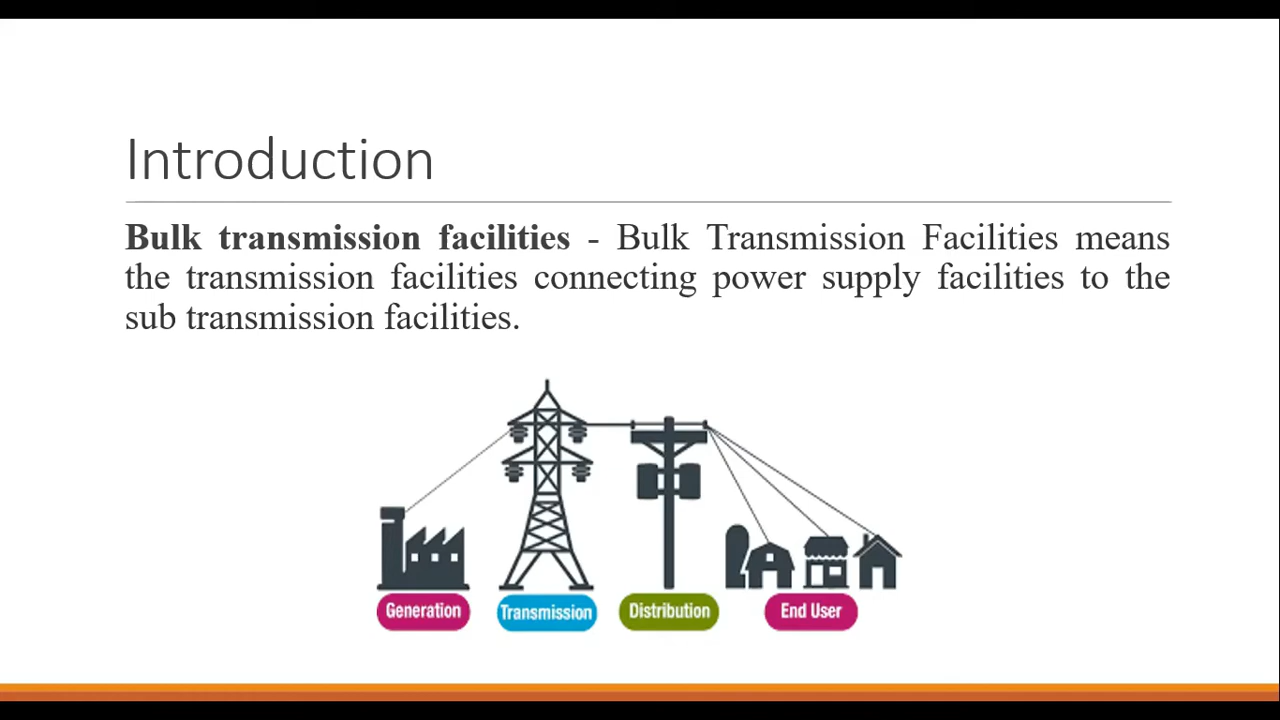 Introduction
Bulk transmission facilities - Bulk Transmission Facilities means
the transmission facilities connecting power supply facilities to the
sub transmission facilities.
Generation
Transmission
Distribution
End User